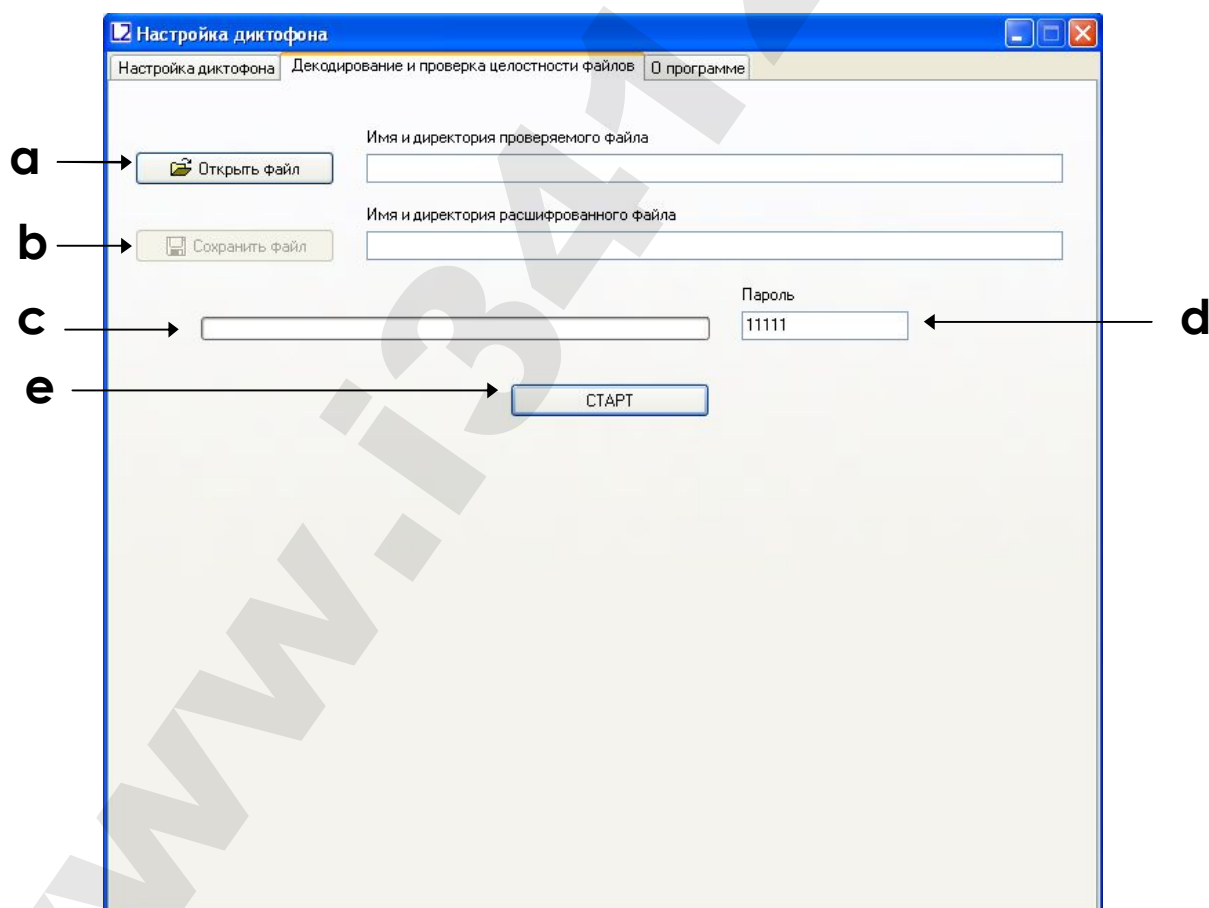 Настройка диктофона
Настройка диктофона Декодирование и проверка целостности файлов О программе
Имя и директория проверяемого файла
a Открыть файл
Имя и директория расшифрованного файла
b Сохранить файл
Пароль
c 11111 d
e СТАРТ
www.i341